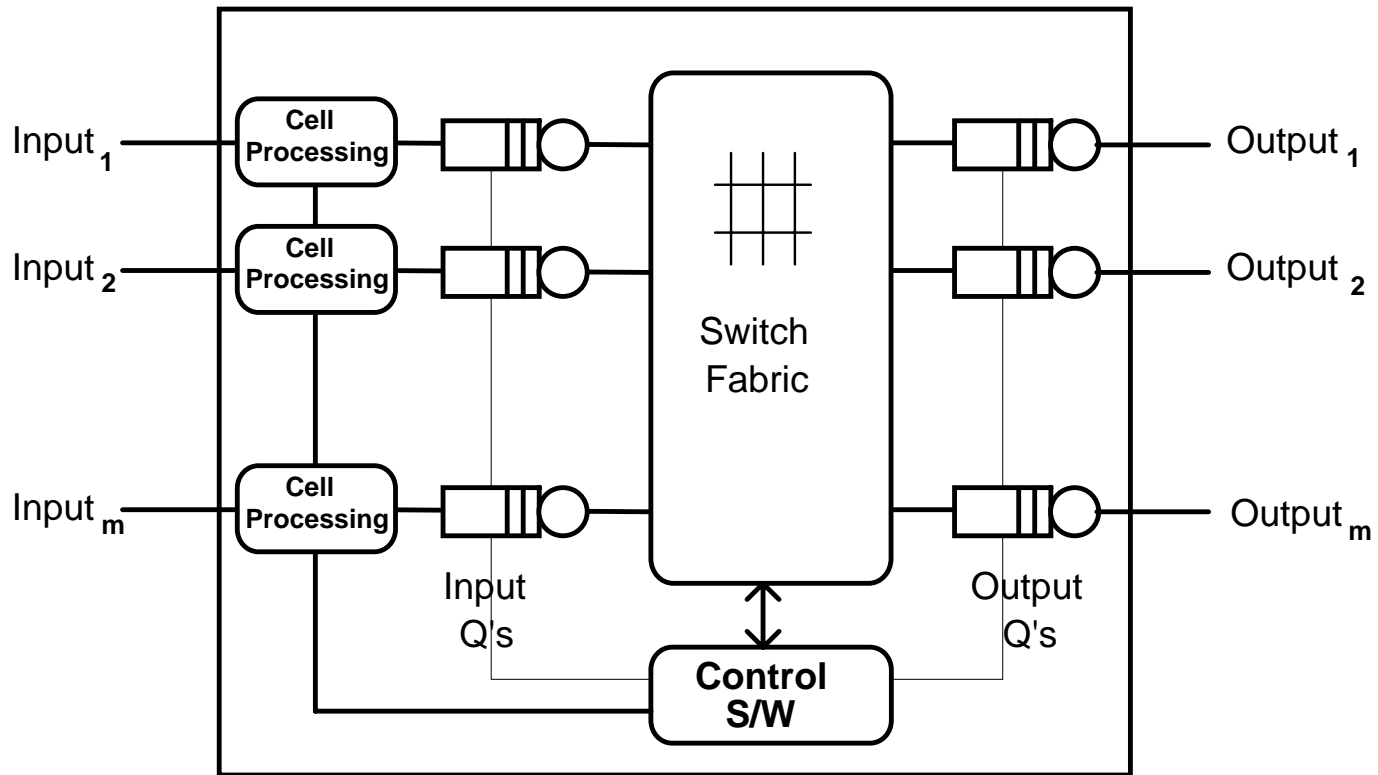 Input 1
Cell
Processing
Output 1
Input 2
Cell
Processing
Output 2
Switch
Fabric
Input m
Cell
Processing
Output m
Input
Q's
Output
Q's
Control
S/W